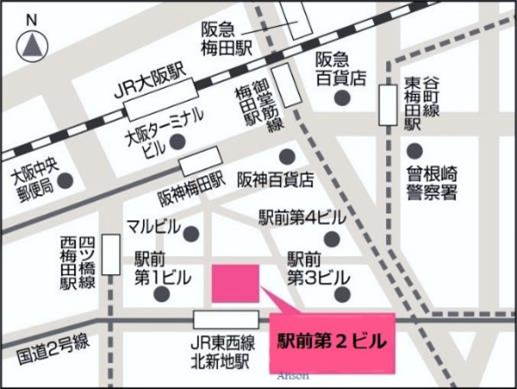 N
阪急
梅田駅
JR大阪駅
阪急
百貨店
御堂筋線
梅田駅
谷町線
東梅田駅
大阪ターミナル
ビル
大阪中央
郵便局
阪神梅田駅
阪神百貨店
曾根崎
警察署
マルビル
駅前第4ビル
四ツ橋線
西梅田駅
駅前
第1ビル
駅前
第3ビル
駅前第２ビル
JR東西線
北新地駅
国道2号線
Anson